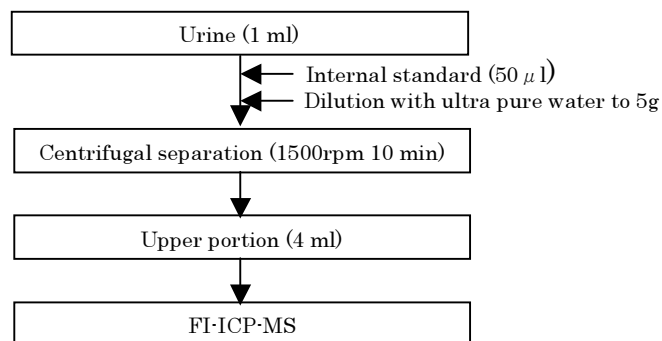 Urine (1 ml)
Internal standard (50 μl)
Dilution with ultra pure water to 5g
Centrifugal separation (1500rpm 10 min)
Upper portion (4 ml)
FI-ICP-MS